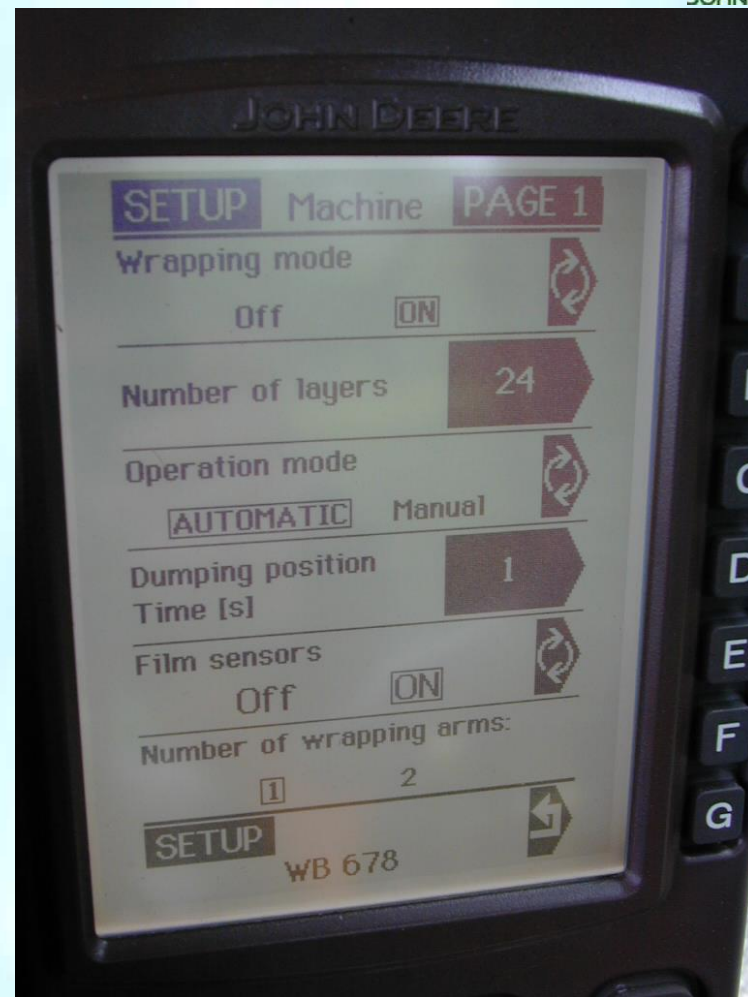 JOHN DEERE
SETUP Machine PAGE 1
Wrapping mode
Off ON
Number of layers 24
Operation mode
AUTOMATIC Manual
Dumping position 1
Time [s]
Film sensors
Off ON
Number of wrapping arms:
1 2
SETUP
WB 678
C
D
E
F
G